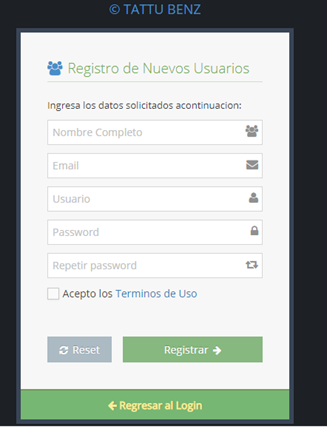 © TATTU BENZ
Registro de Nuevos Usuarios
Ingresa los datos solicitados acontinuacion:
Nombre Completo
Email
Usuario
Password
Repetir password
Acepto los Terminos de Uso
Reset
Registrar
Regresar al Login